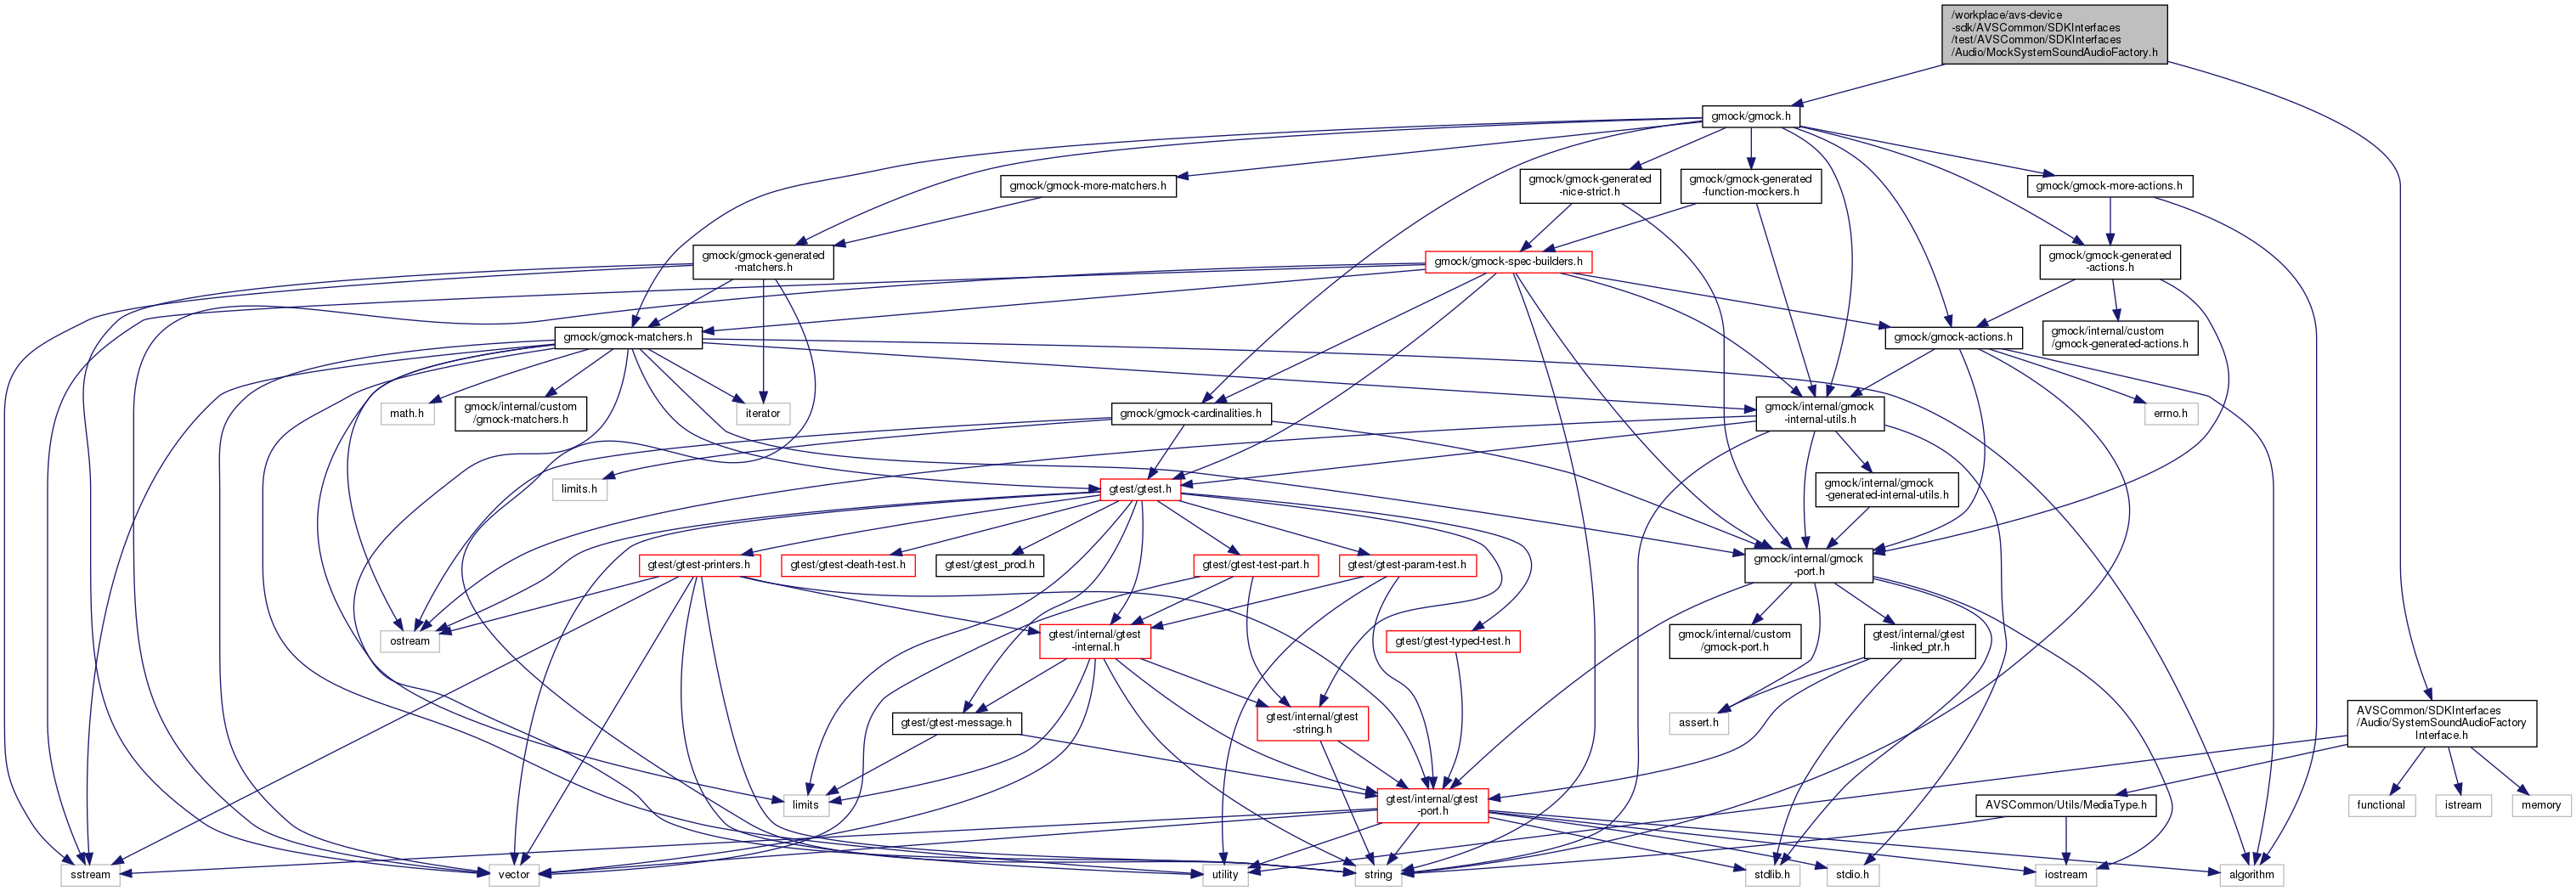 /workplace/avs-device
-sdk/AVSCommon/SDKInterfaces
/test/AVSCommon/SDKInterfaces
/Audio/MockSystemSoundAudioFactory.h
gmock/gmock.h
gmock/gmock-more-matchers.h
gmock/gmock-generated
-nice-strict.h
gmock/gmock-generated
-function-mockers.h
gmock/gmock-more-actions.h
gmock/gmock-generated
-matchers.h
gmock/gmock-spec-builders.h
gmock/gmock-generated
-actions.h
gmock/gmock-matchers.h
gmock/gmock-actions.h
gmock/internal/custom
/gmock-generated-actions.h
math.h
gmock/internal/custom
/gmock-matchers.h
iterator
gmock/gmock-cardinalities.h
gmock/internal/gmock
-internal-utils.h
errno.h
limits.h
gtest/gtest.h
gmock/internal/gmock
-generated-internal-utils.h
gtest/gtest-printers.h
gtest/gtest-death-test.h
gtest/gtest_prod.h
gtest/gtest-test-part.h
gtest/gtest-param-test.h
gmock/internal/gmock
-port.h
ostream
gtest/internal/gtest
-internal.h
gtest/gtest-typed-test.h
gmock/internal/custom
/gmock-port.h
gtest/internal/gtest
-linked_ptr.h
gtest/gtest-message.h
gtest/internal/gtest
-string.h
assert.h
AVSCommon/SDKInterfaces
/Audio/SystemSoundAudioFactory
Interface.h
limits
gtest/internal/gtest
-port.h
AVSCommon/Utils/MediaType.h
functional
istream
memory
sstream
vector
utility
string
stdlib.h
stdio.h
iostream
algorithm